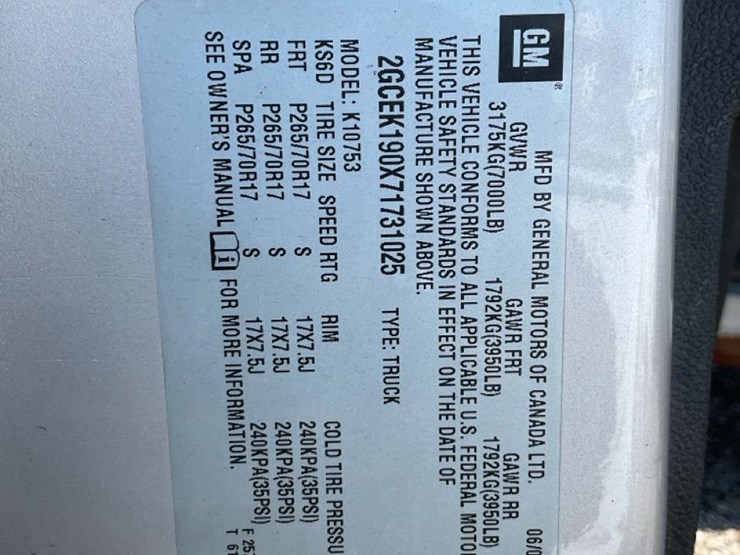 GM
MFD BY GENERAL MOTORS OF CANADA LTD. 06/0
GVWR GAWR FRT GAWR RR
3175KG(7000LB) 1792KG(3950LB) 1792KG(3950LB)
THIS VEHICLE CONFORMS TO ALL APPLICABLE U.S. FEDERAL MOTO
VEHICLE SAFETY STANDARDS IN EFFECT ON THE DATE OF
MANUFACTURE SHOWN ABOVE.
2GCEK190X71731025 TYPE: TRUCK
MODEL: K10753
KS6D TIRE SIZE SPEED RTG RIM COLD TIRE PRESSU
FRT P265/70R17 S 17X7.5J 240KPA(35PSI)
RR P265/70R17 S 17X7.5J 240KPA(35PSI)
SPA P265/70R17 S 17X7.5J 240KPA(35PSI) F 25
SEE OWNER'S MANUAL i FOR MORE INFORMATION. T 61